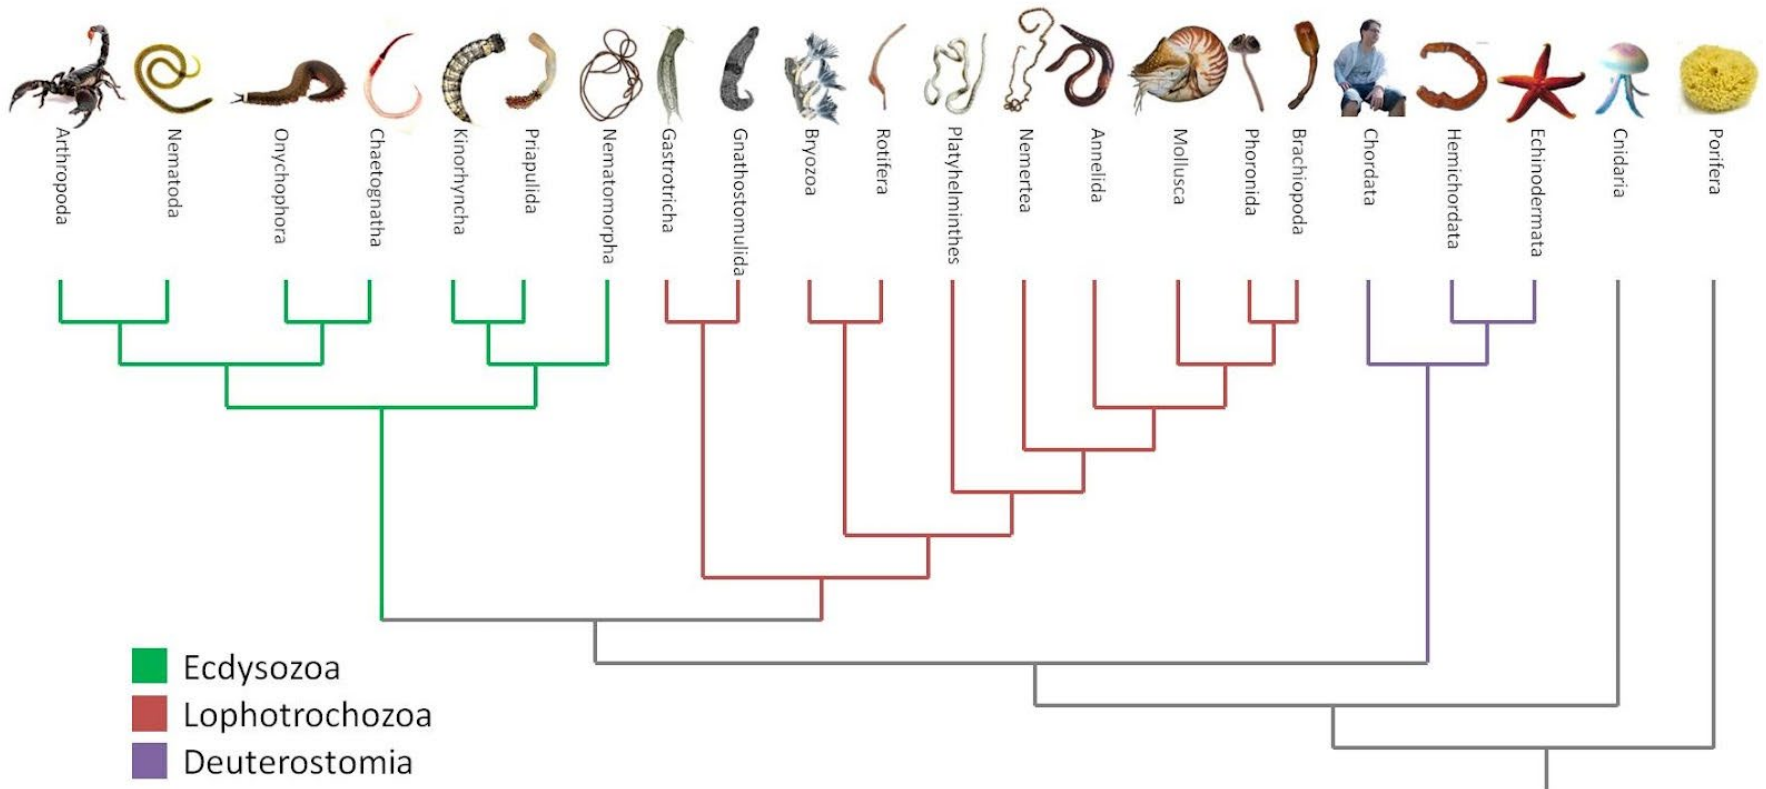 Arthropoda
Nematoda
Onychophora
Chaetognatha
Kinorhyncha
Priapulida
Nematomorpha
Gastrotricha
Gnathostomulida
Bryozoa
Rotifera
Platyhelminthes
Nemertea
Annelida
Mollusca
Phoronida
Brachiopoda
Chordata
Hemichordata
Echinodermata
Cnidaria
Porifera
Ecdysozoa
Lophotrochozoa
Deuterostomia